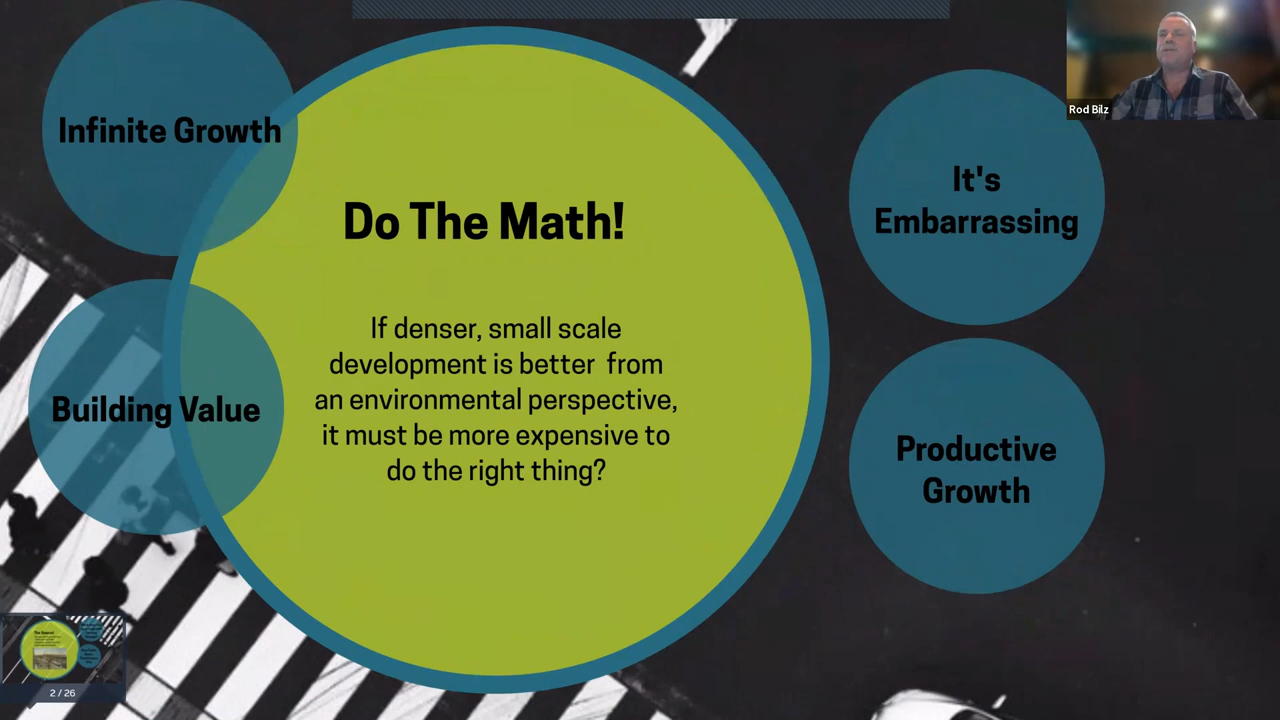 Infinite Growth
Building Value
Do The Math!
If denser, small scale
development is better  from
an environmental perspective,
it must be more expensive to
do the right thing?
It's
Embarrassing
Productive
Growth
Rod Bilz
2 / 26